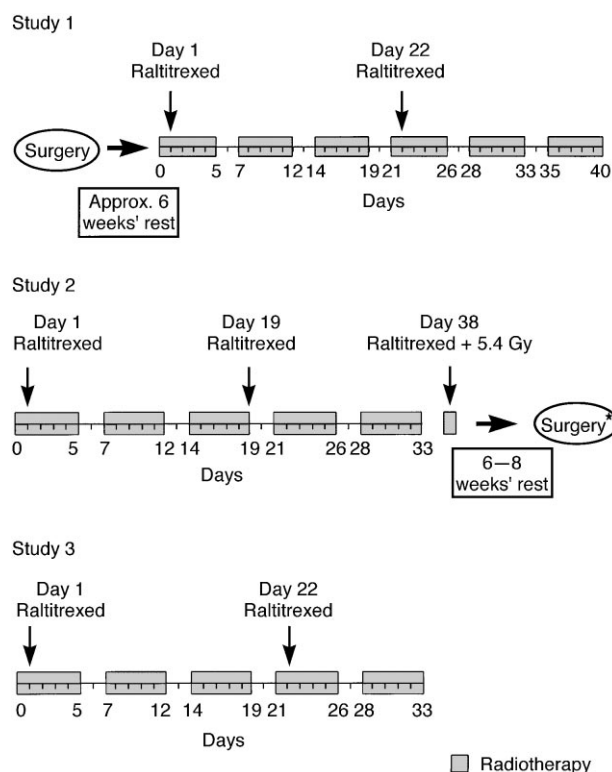 Study 1
Day 1
Raltitrexed
Day 22
Raltitrexed
Surgery
0 5 7 12 14 19 21 26 28 33 35 40
Approx. 6
weeks' rest
Days
Study 2
Day 1
Raltitrexed
Day 19
Raltitrexed
Day 38
Raltitrexed + 5.4 Gy
Surgery*
0 5 7 12 14 19 21 26 28 33
Days
6—8
weeks' rest
Study 3
Day 1
Raltitrexed
Day 22
Raltitrexed
0 5 7 12 14 19 21 26 28 33
Days
Radiotherapy